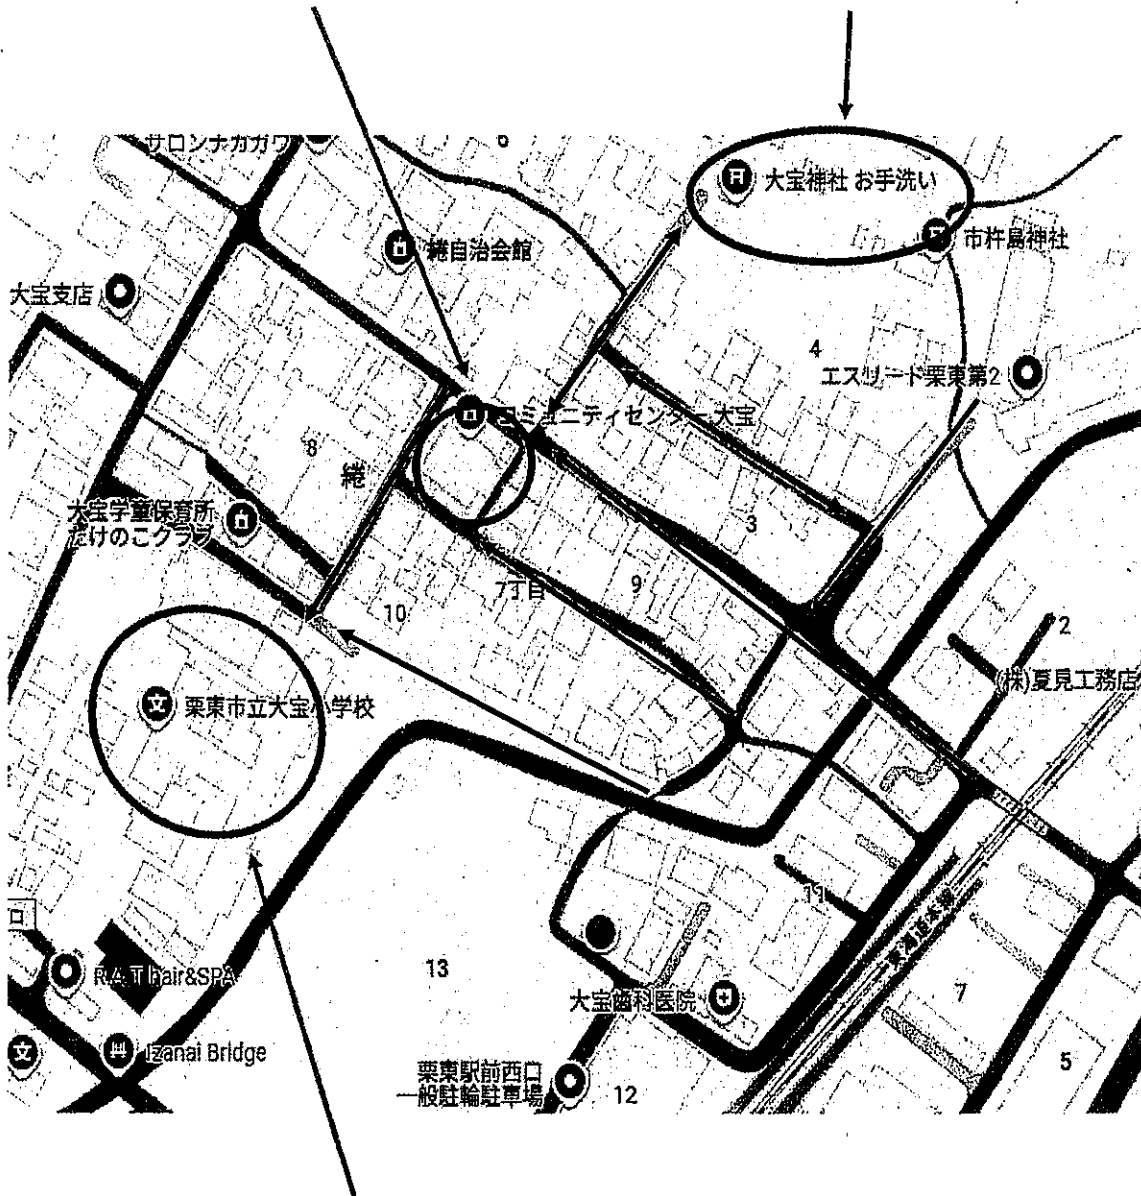 サロンナカガワ
6
大宝神社 お手洗い
市杵島神社
綣自治会館
大宝支店
4
エスリード栗東第2
コミュニティセンター大宝
8
綣
3
大宝学童保育所
たけのこクラブ
9
7丁目
10
2
(株)夏見工務店
栗東市立大宝小学校
11
東海道本線
口
R.A.T hair&SPA
13
大宝歯科医院
7
Izanai Bridge
栗東駅前西口
一般駐輪駐車場
12
5